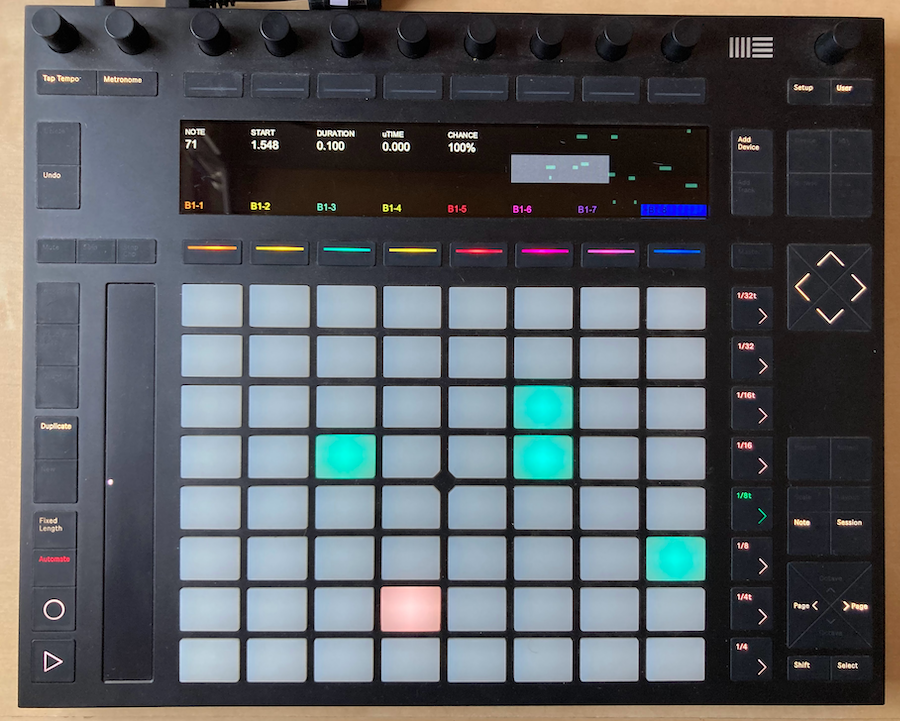 Tap Tempo
Metronome
Setup
User
NOTE
START
DURATION
uTIME
CHANCE
71
1.548
0.100
0.000
100%
Add
Device
Undo
B1-1
B1-2
B1-3
B1-4
B1-5
B1-6
B1-7
1/32t
1/32
1/16t
Duplicate
1/16
1/8t
Fixed
Length
Note
Session
1/8
Automate
1/4t
Page
Page
1/4
Shift
Select